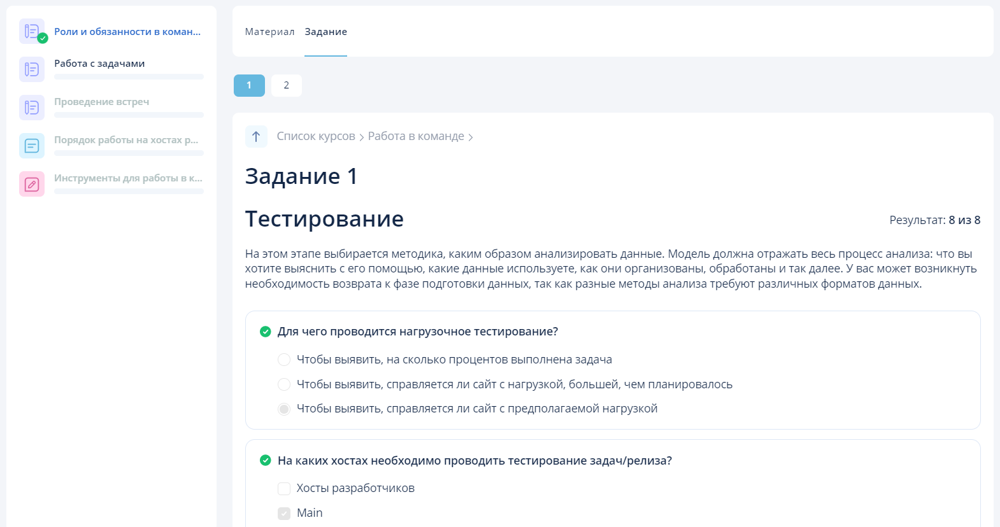 Роли и обязанности в коман...
Работа с задачами
Проведение встреч
Порядок работы на хостах р...
Инструменты для работы в к...
Материал Задание
1 2
Список курсов > Работа в команде >
Задание 1
Тестирование
Результат: 8 из 8
На этом этапе выбирается методика, каким образом анализировать данные. Модель должна отражать весь процесс анализа: что вы
хотите выяснить с его помощью, какие данные используете, как они организованы, обработаны и так далее. У вас может возникнуть
необходимость возврата к фазе подготовки данных, так как разные методы анализа требуют различных форматов данных.
Для чего проводится нагрузочное тестирование?
Чтобы выявить, на сколько процентов выполнена задача
Чтобы выявить, справляется ли сайт с нагрузкой, большей, чем планировалось
Чтобы выявить, справляется ли сайт с предполагаемой нагрузкой
На каких хостах необходимо проводить тестирование задач/релиза?
Хосты разработчиков
Main